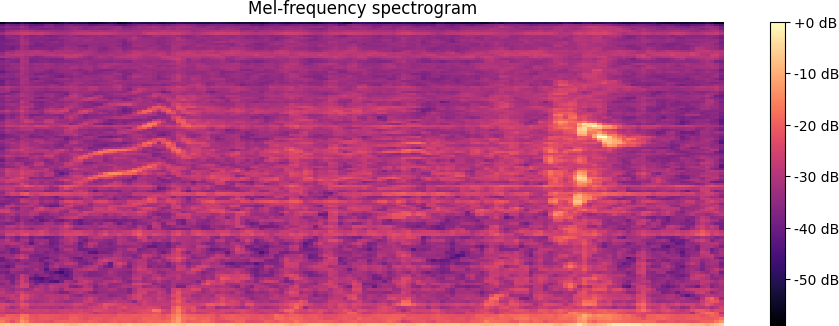 Mel-frequency spectrogram
+0 dB
-10 dB
-20 dB
-30 dB
-40 dB
-50 dB